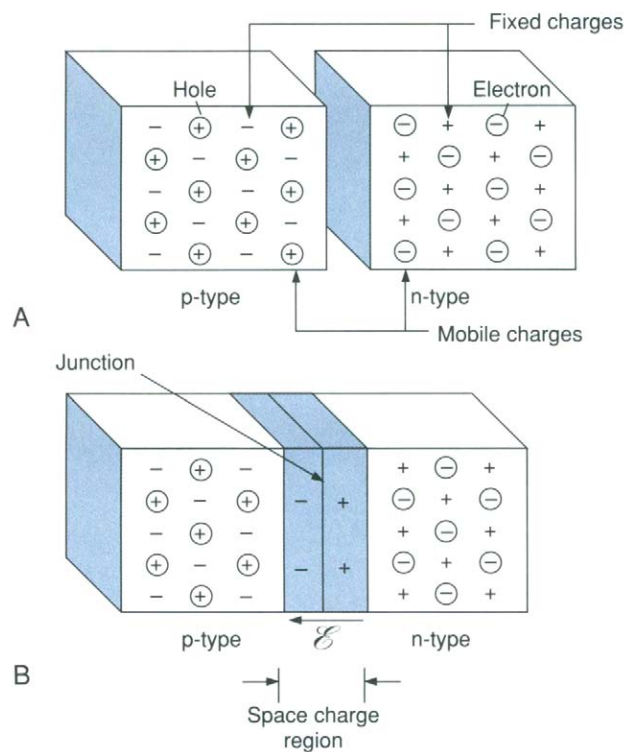 Fixed charges
Hole
Electron
− ⊕ − ⊕
⊖ + ⊖ +
⊕ − ⊕ −
+ ⊖ + ⊖
− ⊕ − ⊕
⊖ + ⊖ +
⊕ − ⊕ −
+ ⊖ + ⊖
− ⊕ − ⊕
⊖ + ⊖ +
p-type
n-type
A
Mobile charges
Junction
− ⊕ −
− +
+ ⊖ +
⊕ − ⊕
⊖ + ⊖
− ⊕ −
+ ⊖ +
⊕ − ⊕
− +
⊖ + ⊖
− ⊕ −
+ ⊖ +
p-type
ℰ
n-type
B
Space charge
region